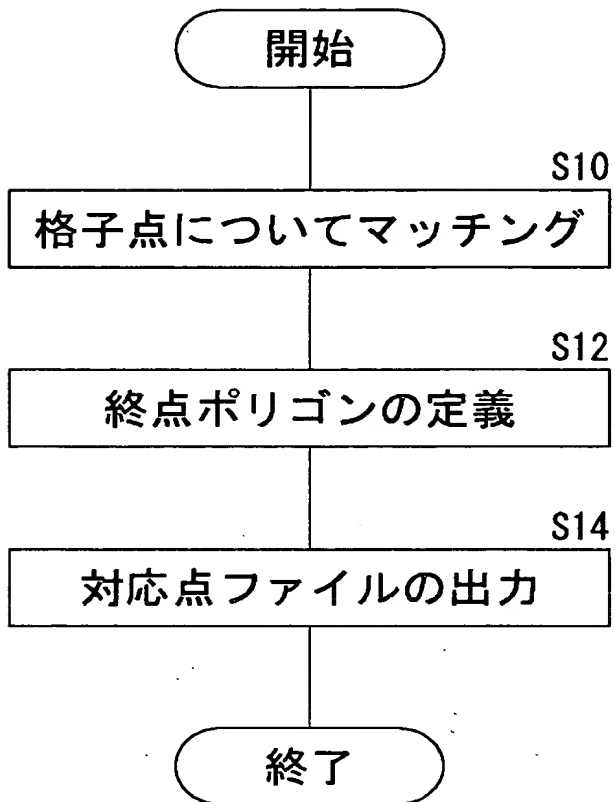 開始
S10
格子点についてマッチング
S12
終点ポリゴンの定義
S14
対応点ファイルの出力
終了